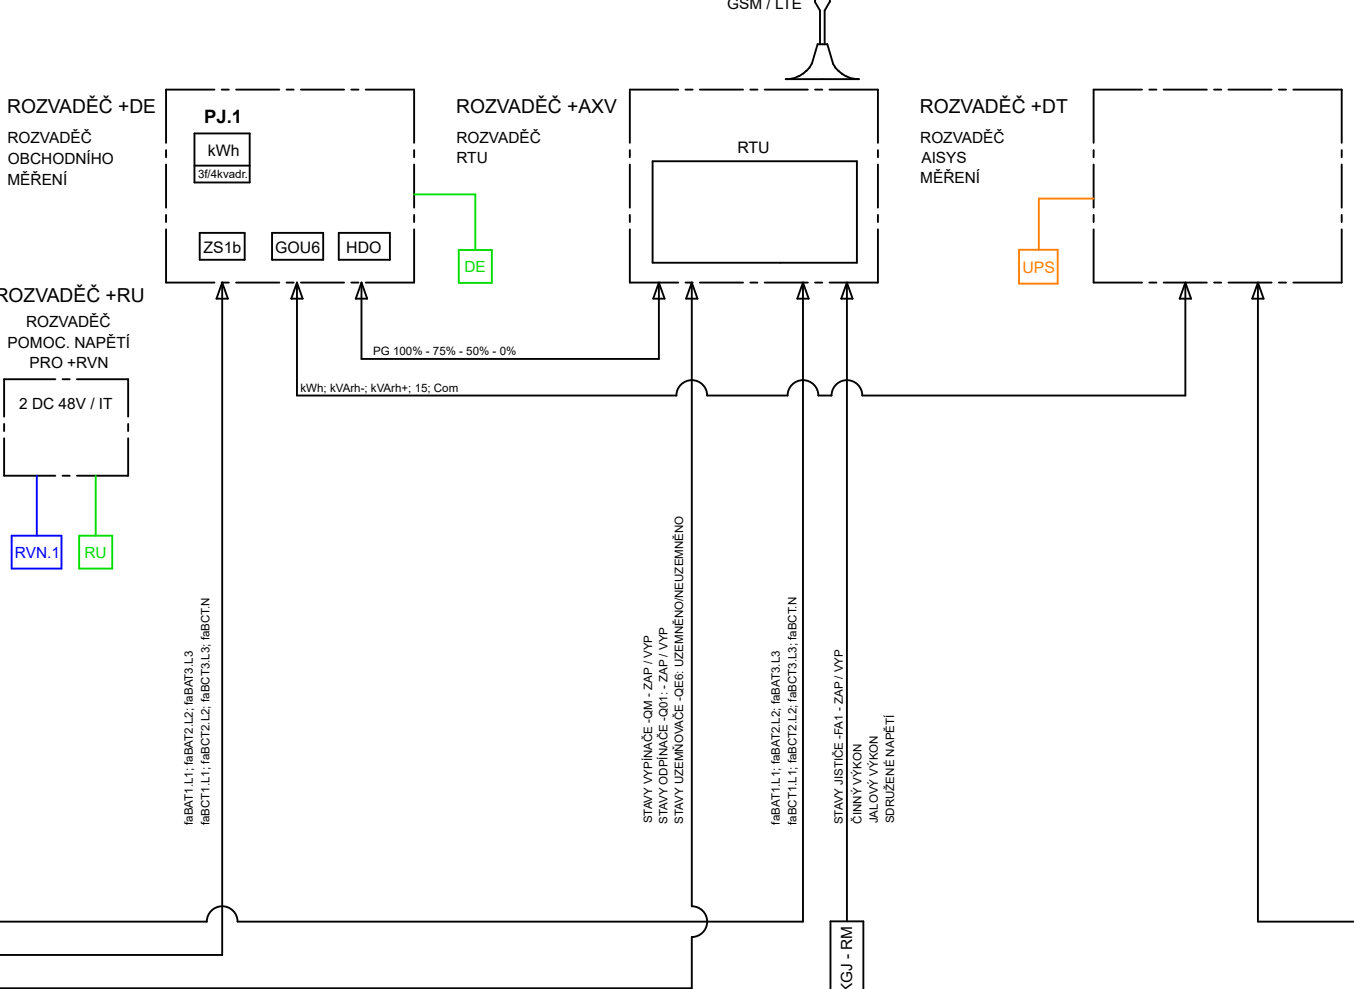 GSM / LTE
ROZVADĚČ +DE
ROZVADĚČ
OBCHODNÍHO
MĚŘENÍ
PJ.1
kWh
3f/4kvadr.
ZS1b
GOU6
HDO
DE
ROZVADĚČ +AXV
ROZVADĚČ
RTU
RTU
ROZVADĚČ +DT
ROZVADĚČ
AISYS
MĚŘENÍ
UPS
ROZVADĚČ +RU
ROZVADĚČ
POMOC. NAPĚTÍ
PRO +RVN
2 DC 48V / IT
RVN.1
RU
PG 100% - 75% - 50% - 0%
kWh; kVArh-; kVArh+; 15; Com
faBAT1.L1; faBAT2.L2; faBAT3.L3
faBCT1.L1; faBCT2.L2; faBCT3.L3; faBCT.N
STAVY VYPÍNAČE -QM - ZAP / VYP
STAVY ODPÍNAČE -Q01: - ZAP / VYP
STAVY UZEMŇOVAČE -QE6: UZEMNĚNO/NEUZEMNĚNO
faBAT1.L1; faBAT2.L2; faBAT3.L3
faBCT1.L1; faBCT2.L2; faBCT3.L3; faBCT.N
STAVY JISTIČE -FA1 - ZAP / VYP
ČINNÝ VÝKON
JALOVÝ VÝKON
SDRUŽENÉ NAPĚTÍ
KGJ - RM